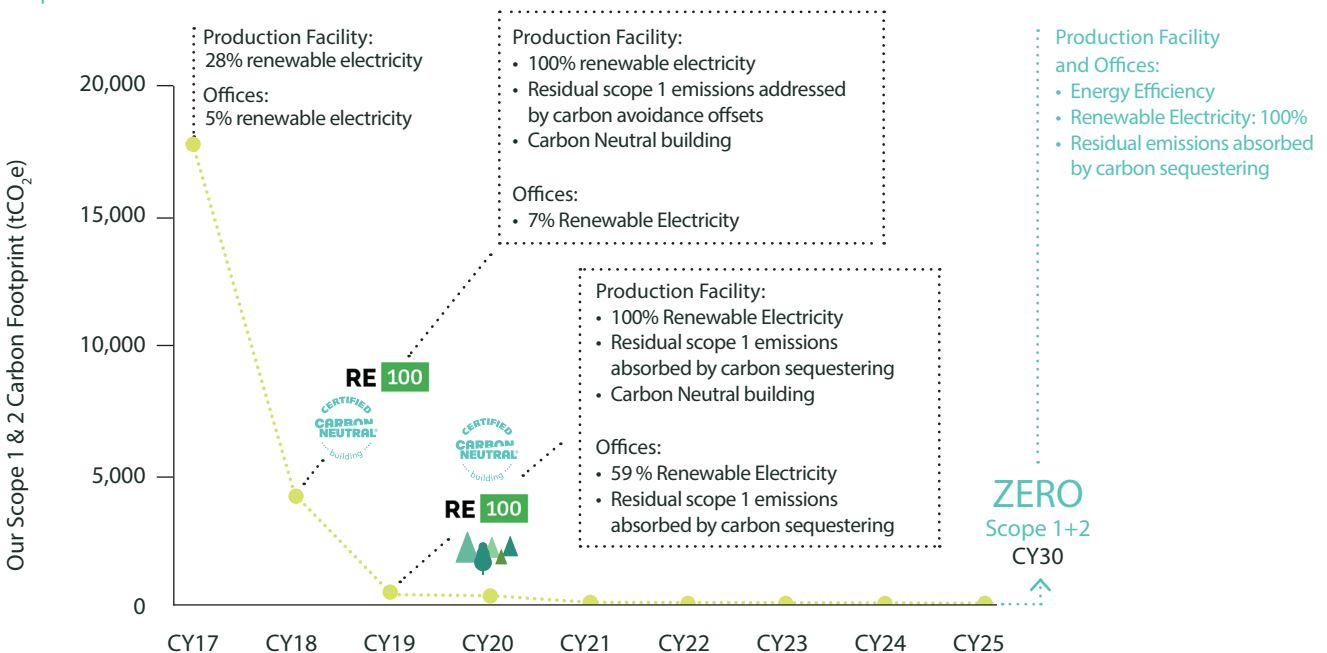 Production Facility:
28% renewable electricity
Offices:
5% renewable electricity
Production Facility:
• 100% renewable electricity
• Residual scope 1 emissions addressed
by carbon avoidance offsets
• Carbon Neutral building
Offices:
• 7% Renewable Electricity
Production Facility
and Offices:
• Energy Efficiency
• Renewable Electricity: 100%
• Residual emissions absorbed
by carbon sequestering
Our Scope 1 & 2 Carbon Footprint (tCO₂e)
20,000
15,000
10,000
5,000
0
RE 100
CERTIFIED
CARBON
NEUTRAL
building
CERTIFIED
CARBON
NEUTRAL
building
RE 100
Production Facility:
• 100% Renewable Electricity
• Residual scope 1 emissions
absorbed by carbon sequestering
• Carbon Neutral building
Offices:
• 59 % Renewable Electricity
• Residual scope 1 emissions
absorbed by carbon sequestering
ZERO
Scope 1+2
CY30
CY17
CY18
CY19
CY20
CY21
CY22
CY23
CY24
CY25